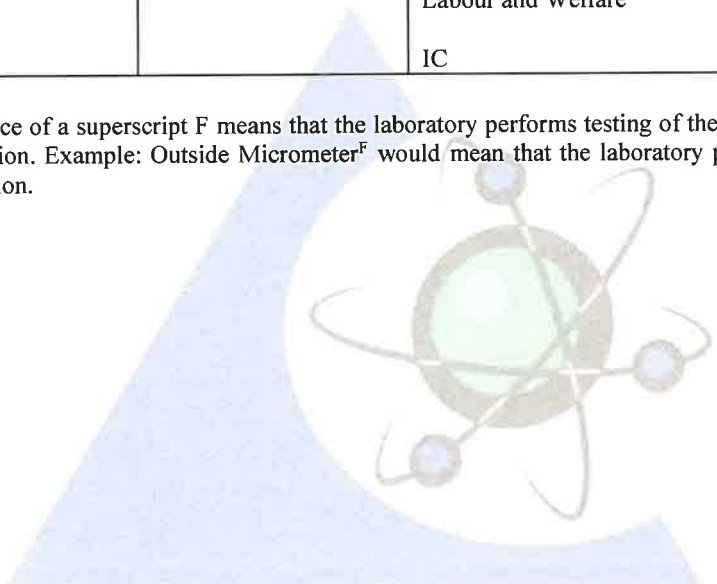 Labour and Welfare
IC
ce of a superscript F means that the laboratory performs testing of the
ion. Example: Outside Micrometerᶠ would mean that the laboratory p
on.